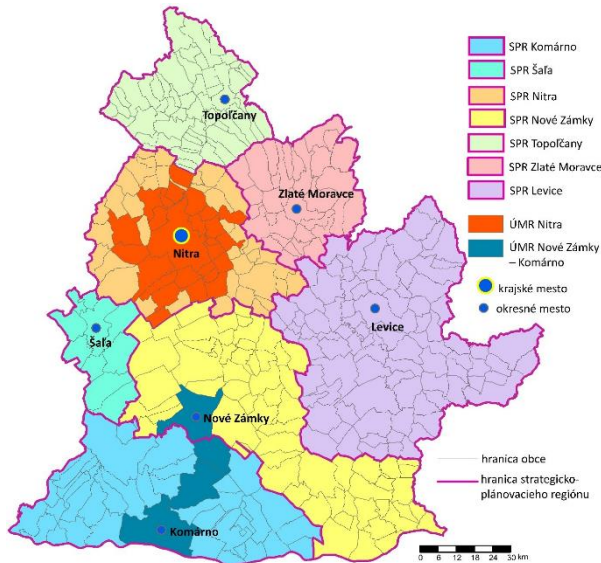 Topoľčany
Zlaté Moravce
Nitra
Levice
Šaľa
Nové Zámky
Komárno
SPR Komárno
SPR Šaľa
SPR Nitra
SPR Nové Zámky
SPR Topoľčany
SPR Zlaté Moravce
SPR Levice
ÚMR Nitra
ÚMR Nové Zámky
– Komárno
krajské mesto
okresné mesto
hranica obce
hranica strategicko-
plánovacieho regiónu
0 6 12 18 24 30 km